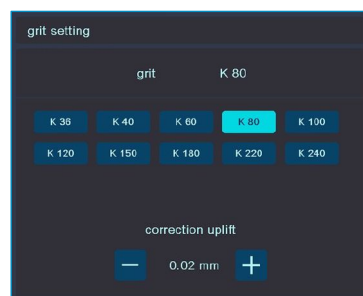 grit setting
grit K 80
K 36 K 40 K 60 K 80 K 100
K 120 K 150 K 180 K 220 K 240
correction uplift
— 0.02 mm +